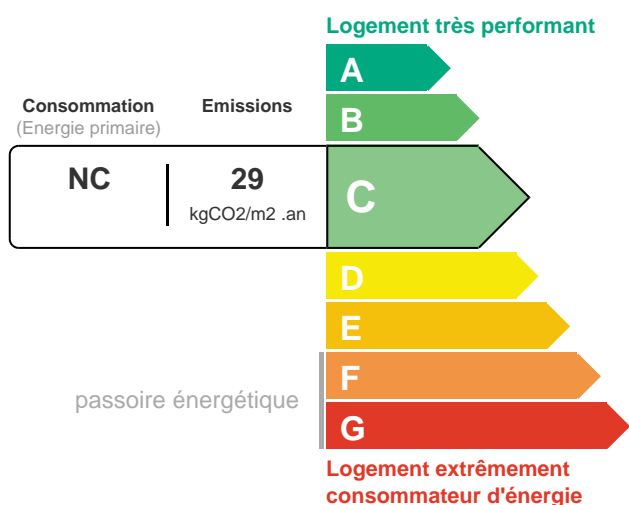 Logement très performant
A
Consommation
Emissions
(Energie primaire)
B
NC
29
kgCO2/m2 .an
C
D
E
F
passoire énergétique
G
Logement extrêmement
consommateur d'énergie